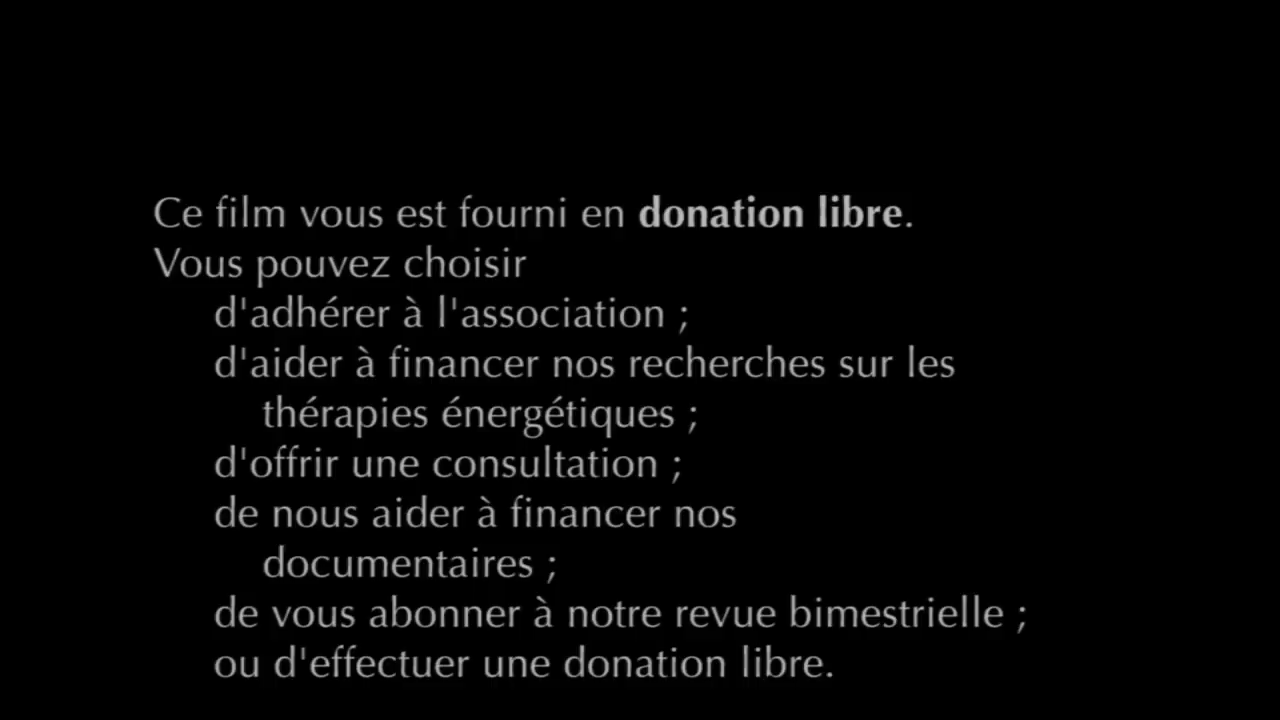 Ce film vous est fourni en donation libre.
Vous pouvez choisir
d'adhérer à l'association ;
d'aider à financer nos recherches sur les
thérapies énergétiques ;
d'offrir une consultation ;
de nous aider à financer nos
documentaires ;
de vous abonner à notre revue bimestrielle ;
ou d'effectuer une donation libre.